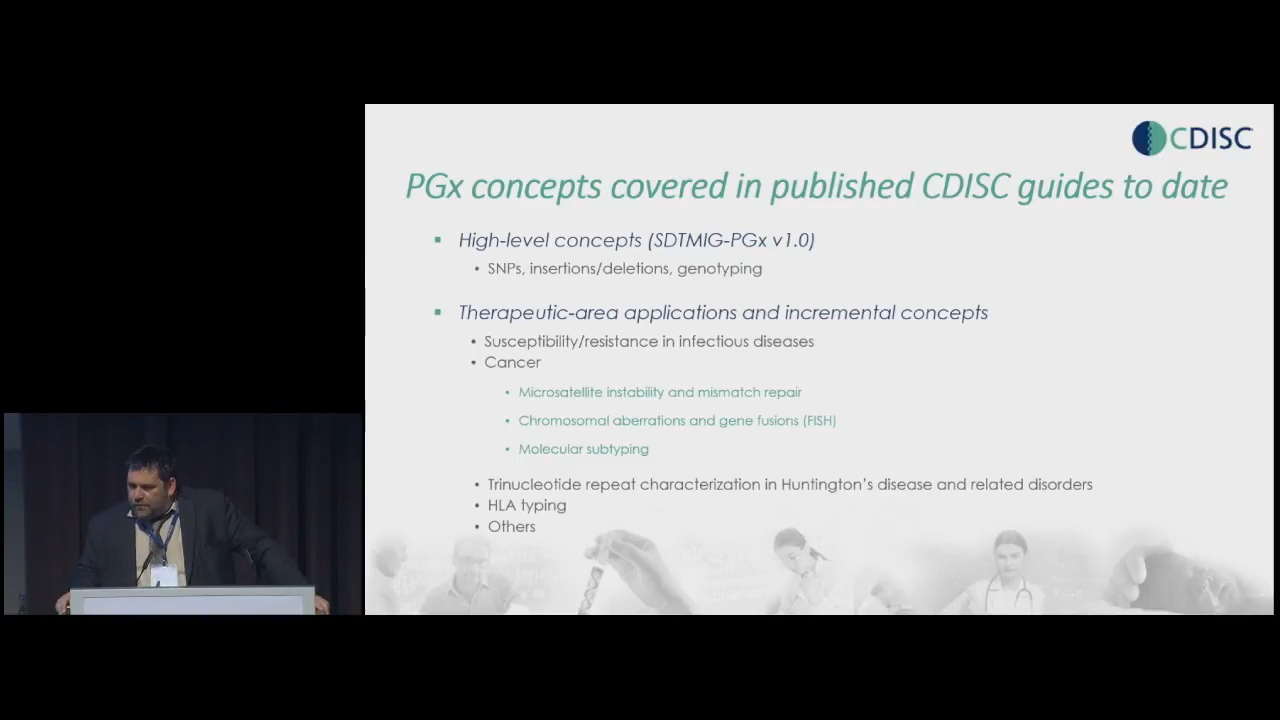 CDISC
PGx concepts covered in published CDISC guides to date
High-level concepts (SDTMIG-PGx v1.0)
SNPs, insertions/deletions, genotyping
Therapeutic-area applications and incremental concepts
Susceptibility/resistance in infectious diseases
Cancer
Microsatellite instability and mismatch repair
Chromosomal aberrations and gene fusions (FISH)
Molecular subtyping
Trinucleotide repeat characterization in Huntington's disease and related disorders
HLA typing
Others